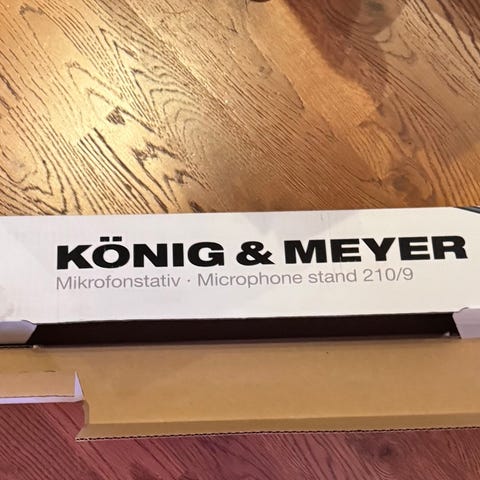 KÖNIG & MEYER
Mikrofonstativ · Microphone stand 210/9